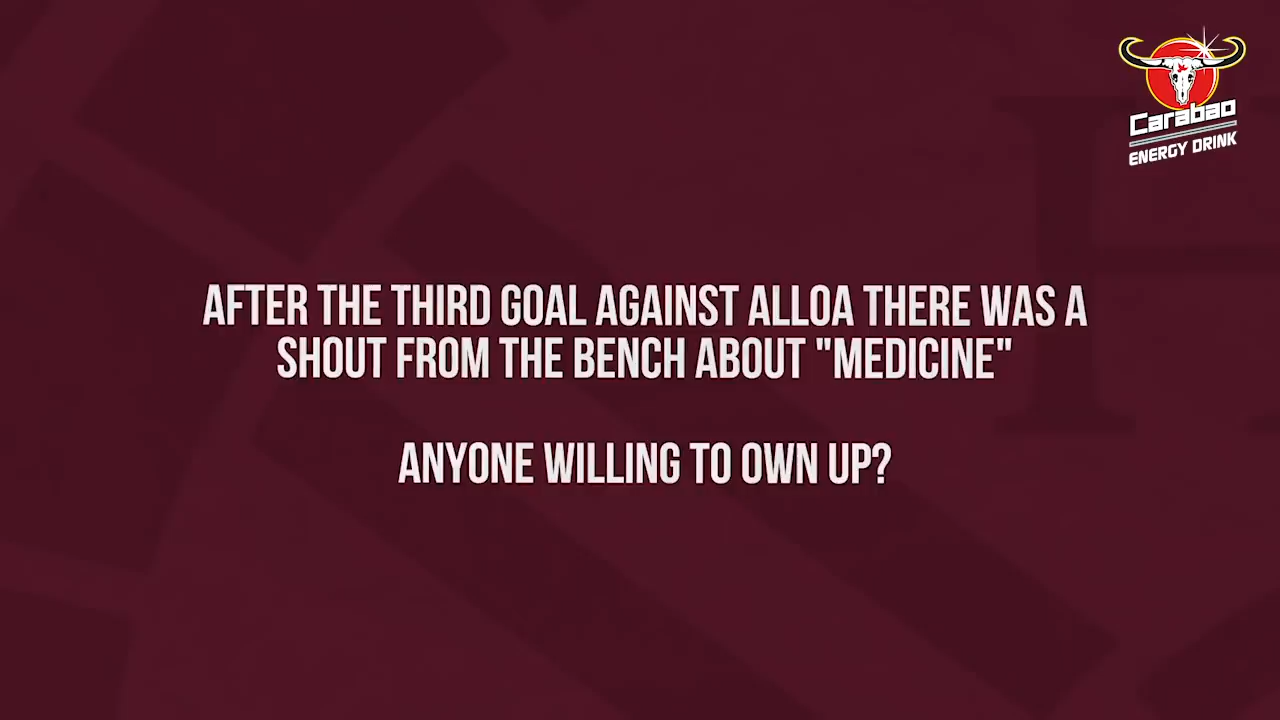 Carabao
ENERGY DRINK
AFTER THE THIRD GOAL AGAINST ALLOA THERE WAS A
SHOUT FROM THE BENCH ABOUT "MEDICINE"
ANYONE WILLING TO OWN UP?